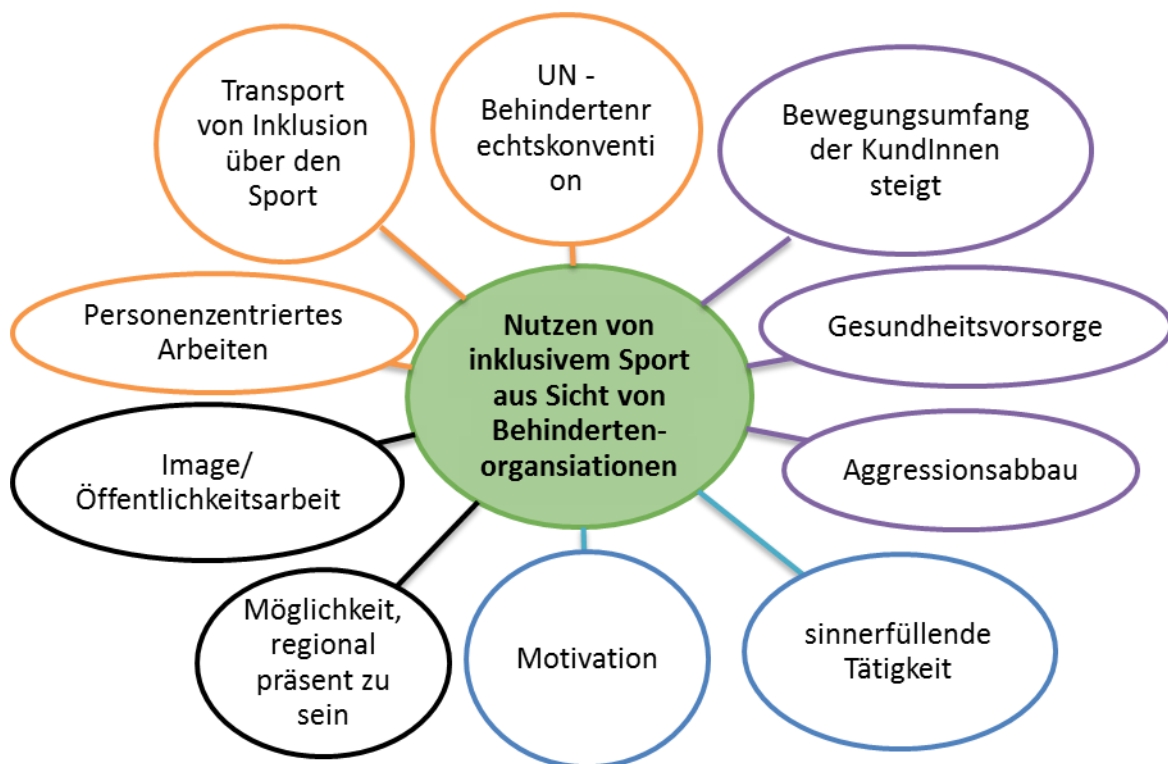 Transport
von Inklusion
über den
Sport
UN -
Behindertenr
echtskonventi
on
Bewegungsumfang
der KundInnen
steigt
Personenzentriertes
Arbeiten
Nutzen von
inklusivem Sport
aus Sicht von
Behinderten-
organsiationen
Gesundheitsvorsorge
Image/
Öffentlichkeitsarbeit
Aggressionsabbau
Möglichkeit,
regional
präsent zu
sein
Motivation
sinnerfüllende
Tätigkeit